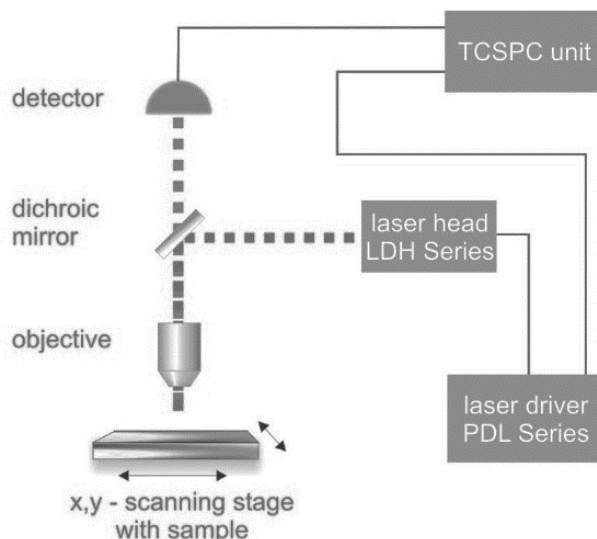 TCSPC unit
detector
dichroic
mirror
laser head
LDH Series
objective
laser driver
PDL Series
x,y - scanning stage
with sample